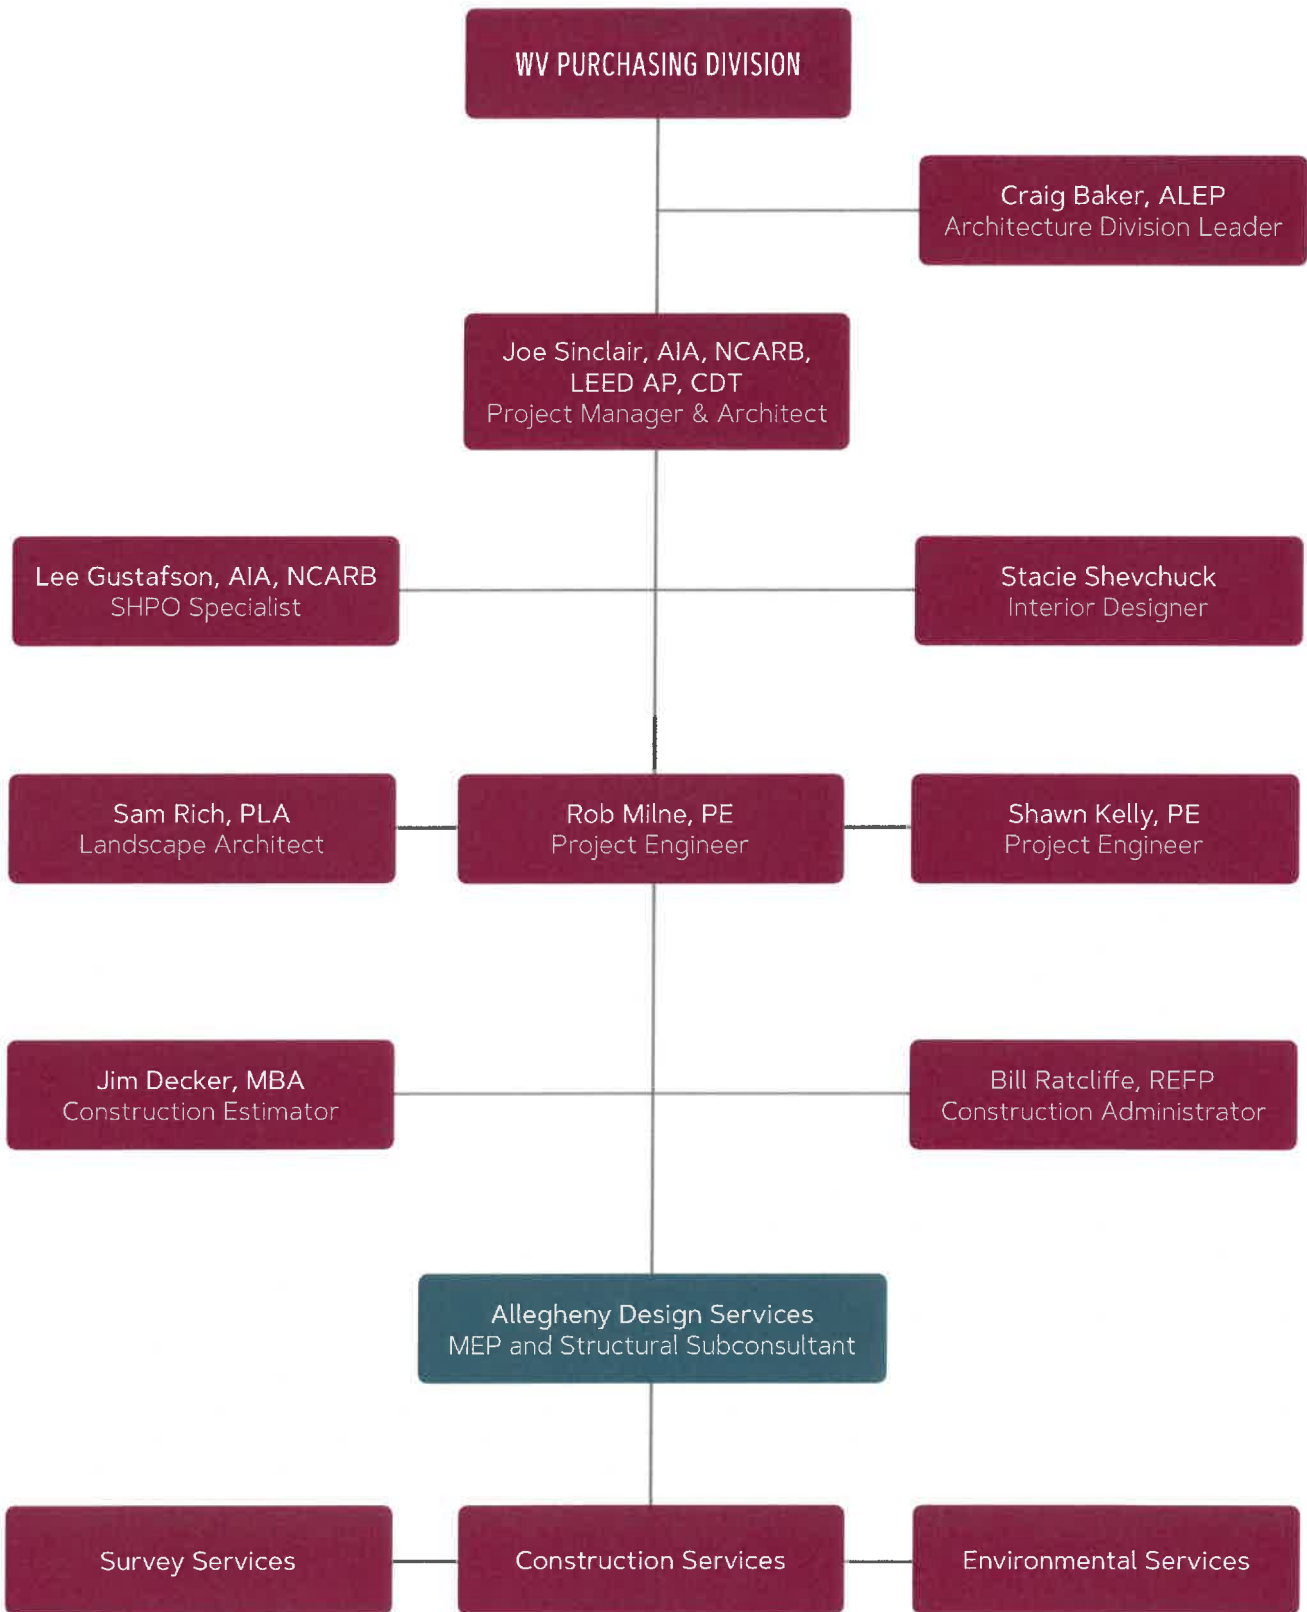 WV PURCHASING DIVISION
Craig Baker, ALEP
Architecture Division Leader
Joe Sinclair, AIA, NCARB,
LEED AP, CDT
Project Manager & Architect
Lee Gustafson, AIA, NCARB
SHPO Specialist
Stacie Shevchuck
Interior Designer
Sam Rich, PLA
Landscape Architect
Rob Milne, PE
Project Engineer
Shawn Kelly, PE
Project Engineer
Jim Decker, MBA
Construction Estimator
Bill Ratcliffe, REFP
Construction Administrator
Allegheny Design Services
MEP and Structural Subconsultant
Survey Services
Construction Services
Environmental Services